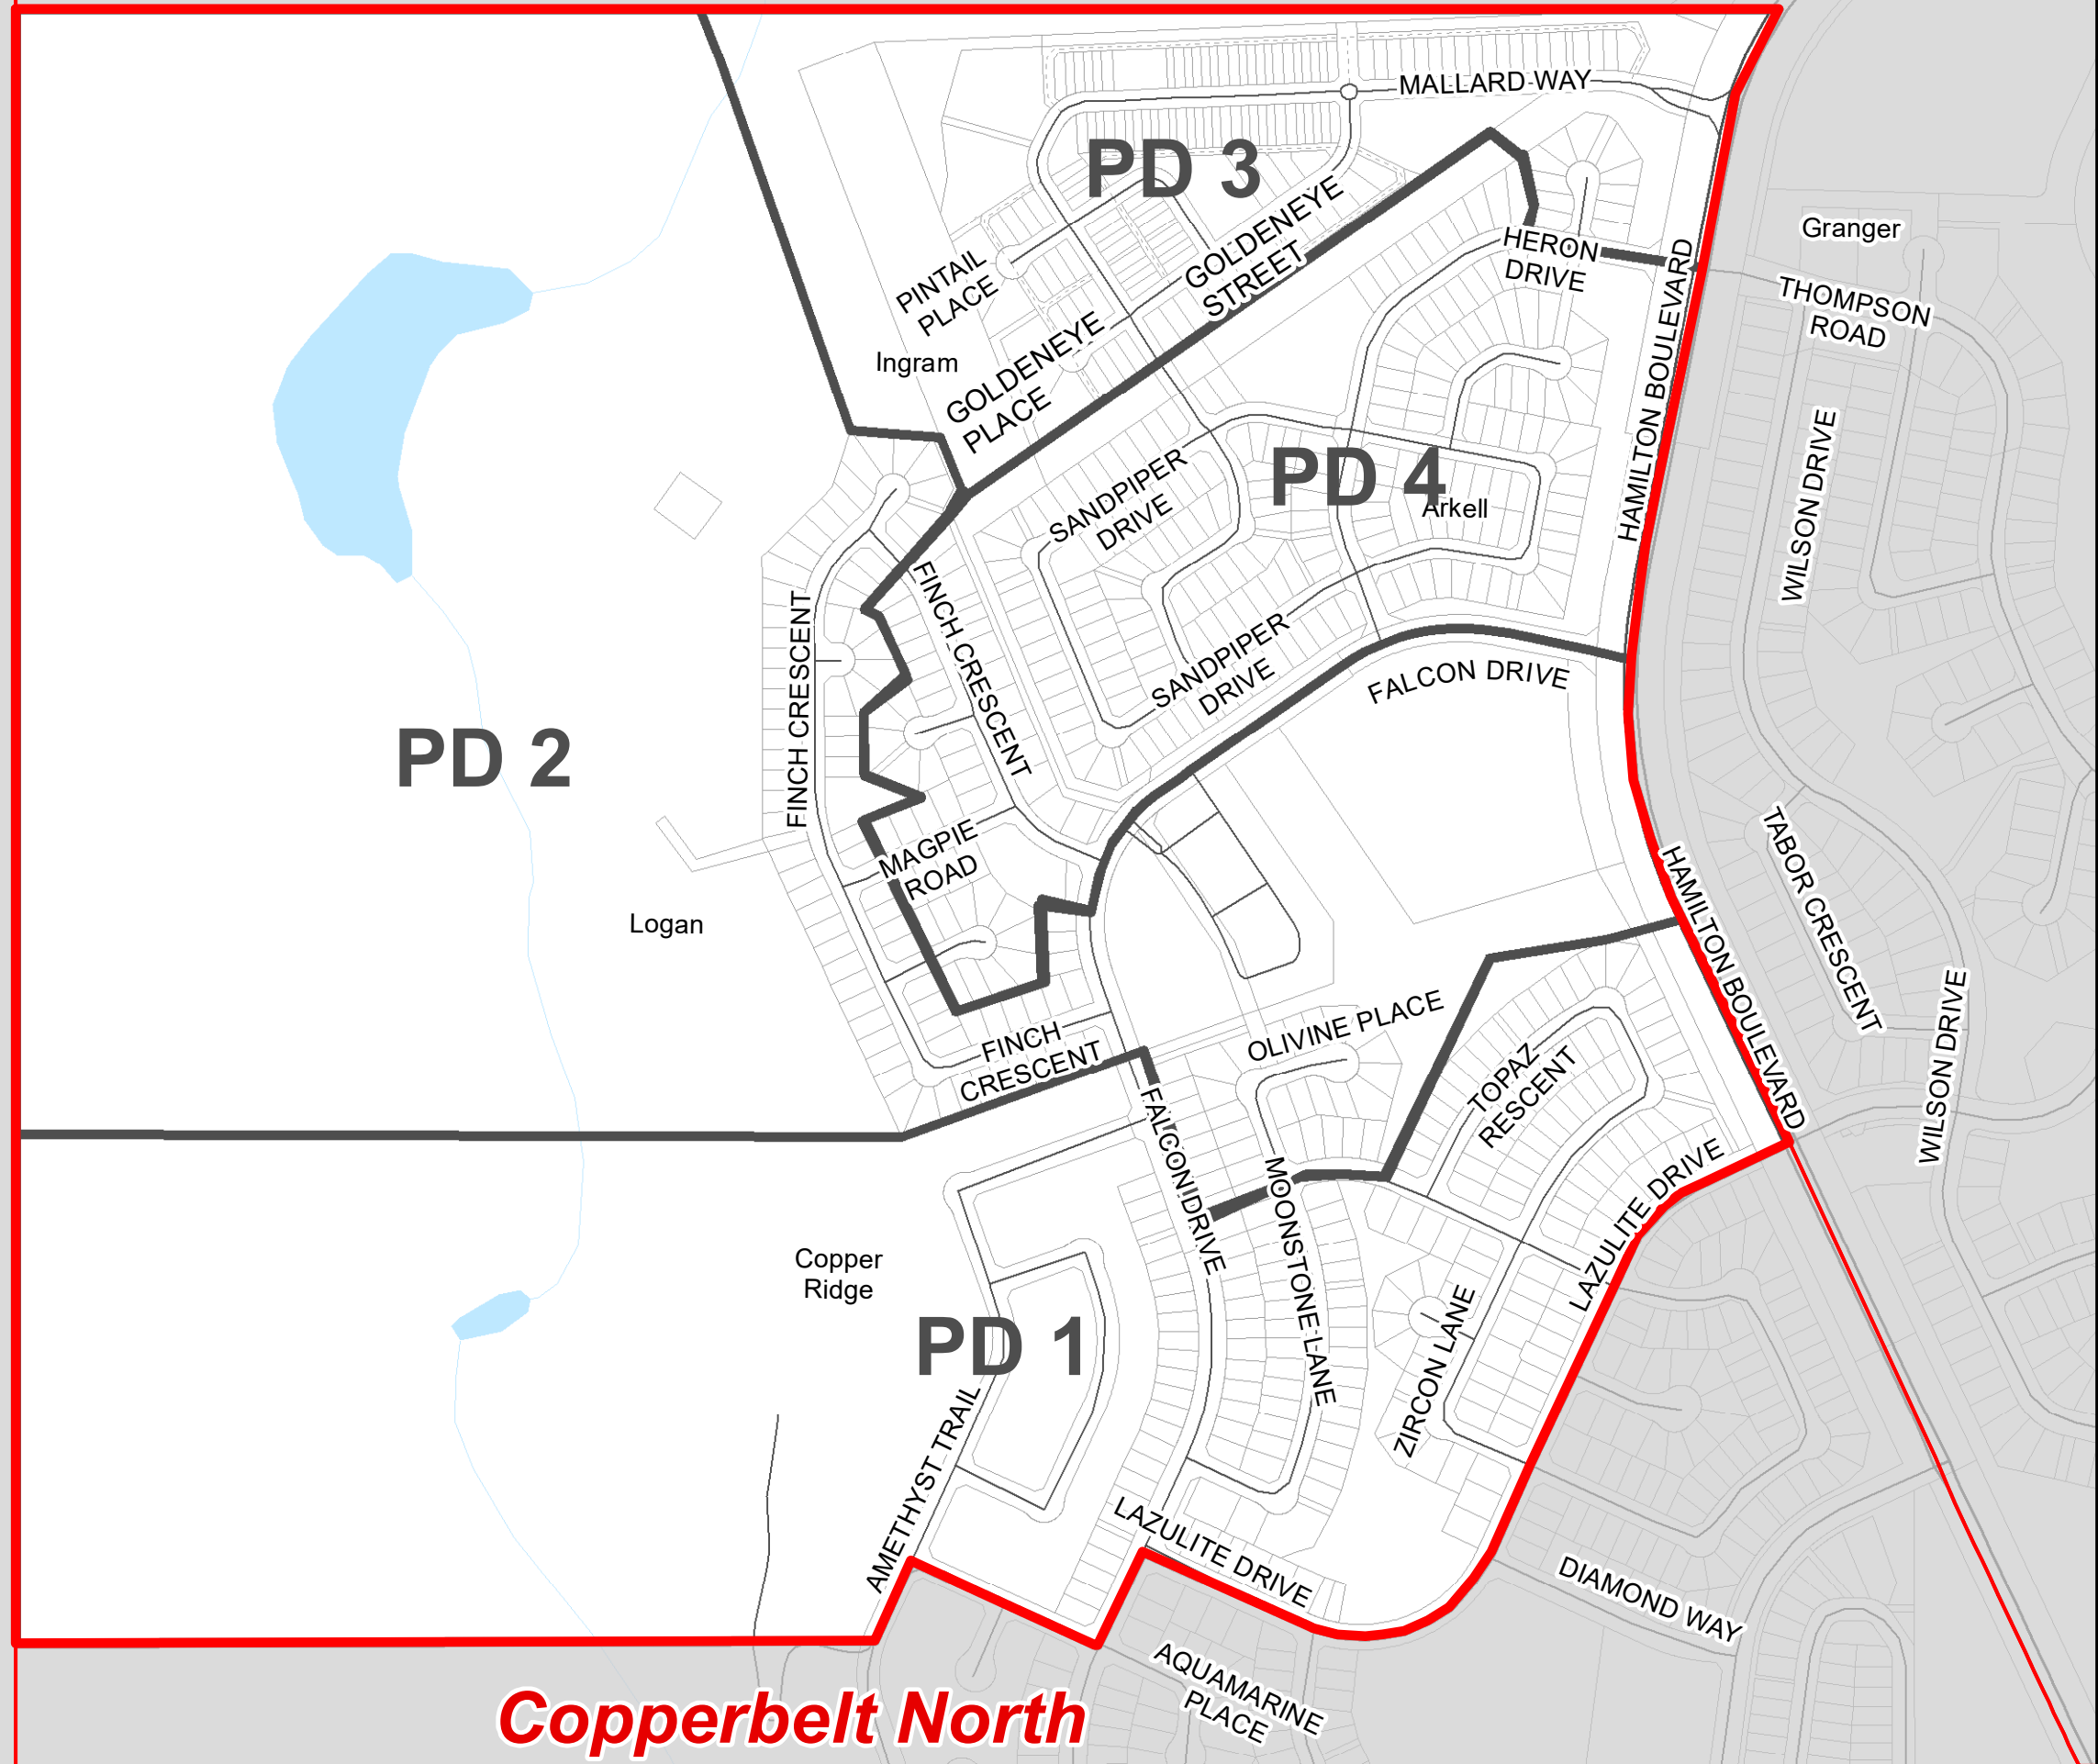 MALLARD WAY
PD 3
Granger
HERON
DRIVE
GOLDENEYE
STREET
PINTAIL
PLACE
THOMPSON
ROAD
HAMILTON BOULEVARD
HAMILTON BOULEVARD
Ingram
GOLDENEYE
PLACE
PD 4
Arkell
SANDPIPER
DRIVE
WILSON DRIVE
FINCH CRESCENT
FINCH CRESCENT
SANDPIPER
DRIVE
FALCON DRIVE
PD 2
MAGPIE
ROAD
TABOR CRESCENT
HAMILTON BOULEVARD
Logan
OLIVINE PLACE
FINCH
CRESCENT
TOPAZ
RESCENT
WILSON DRIVE
FALCON DRIVE
MOONSTONE LANE
LAZULITE DRIVE
Copper
Ridge
PD 1
ZIRCON LANE
AMETHYST TRAIL
LAZULITE DRIVE
DIAMOND WAY
AQUAMARINE
PLACE
Copperbelt North